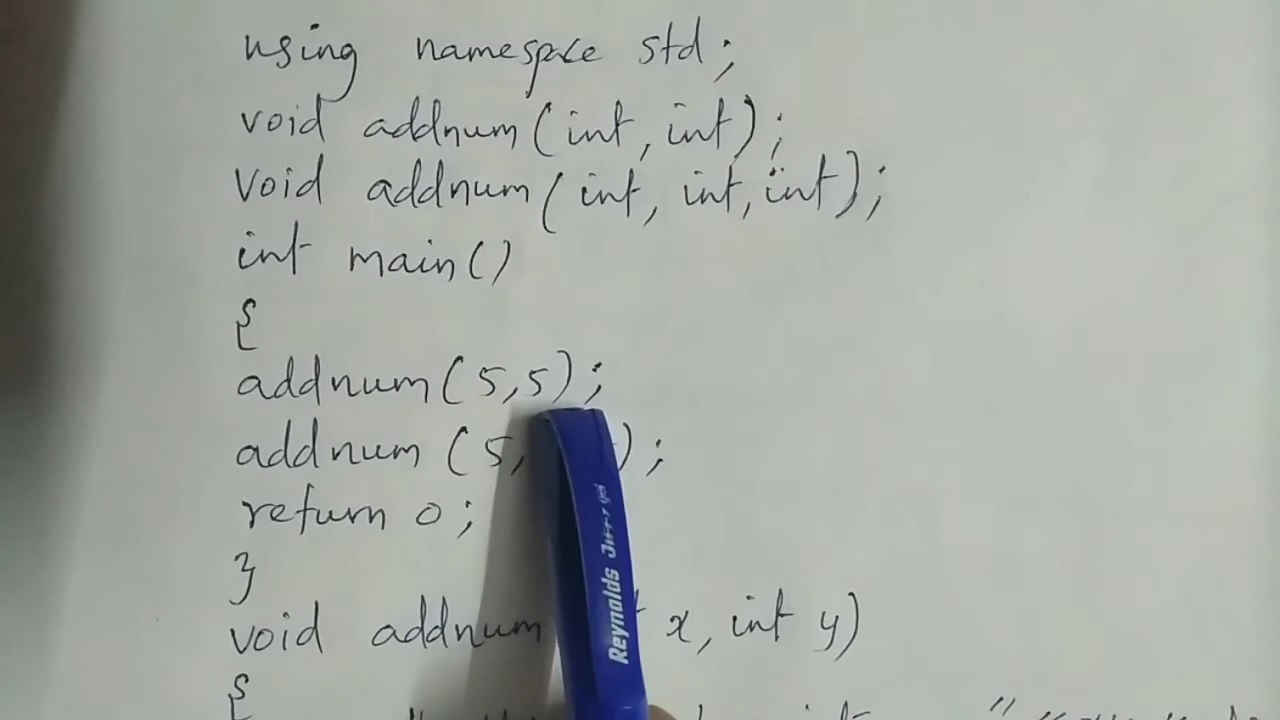 using namespace std;
void addnum(int, int);
void addnum(int, int, int);
int main()
{
addnum(5,5);
addnum(5, );
return 0;
}
void addnum x, int y)
{
Reynolds